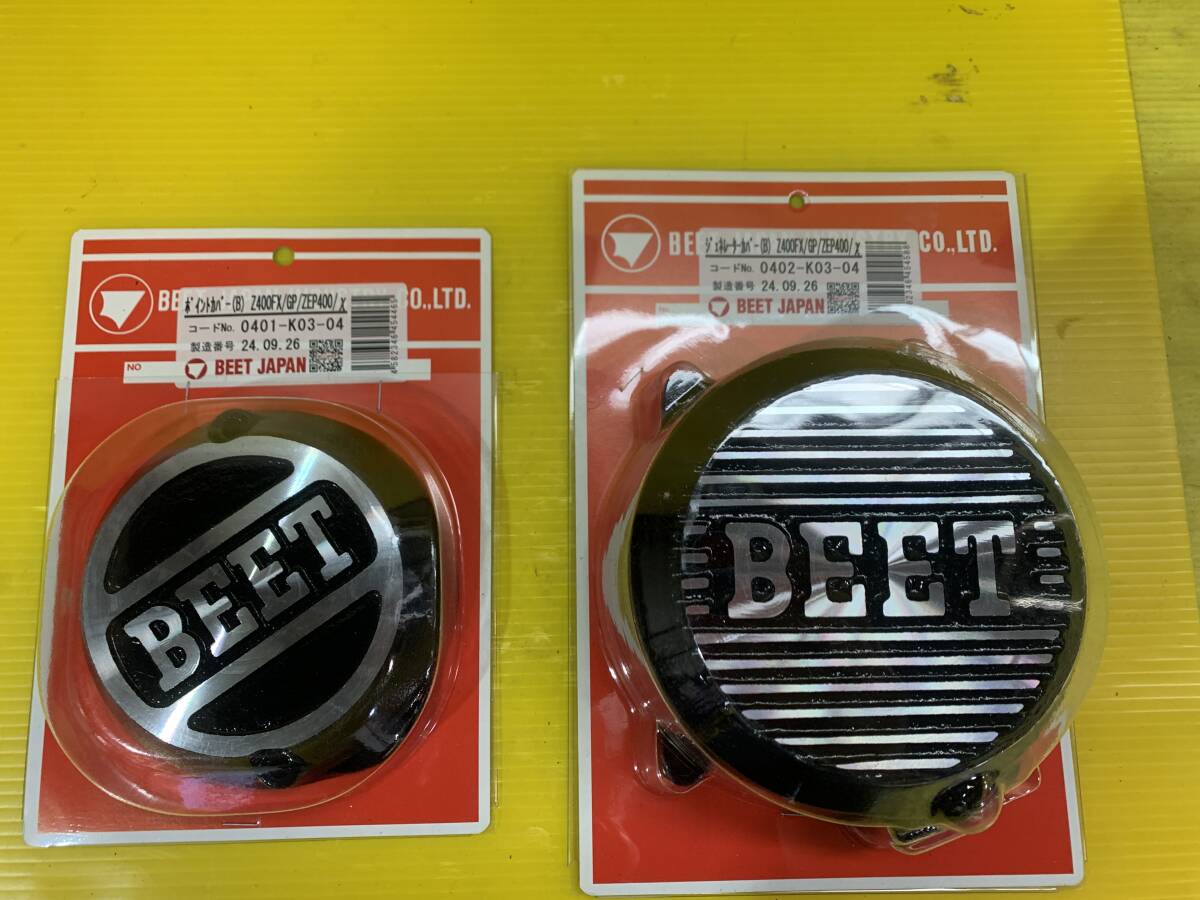 CO.,LTD.
ポイントカバー(B) Z400FX/GP/ZEP400/χ
コードNo. 0401-K03-04
製造番号 24.09.26
BEET JAPAN
NO
BEET
CO.,LTD.
ジェネレーターカバー(B) Z400FX/GP/ZEP400/χ
コードNo. 0402-K03-04
製造番号 24.09.26
BEET JAPAN
BEET